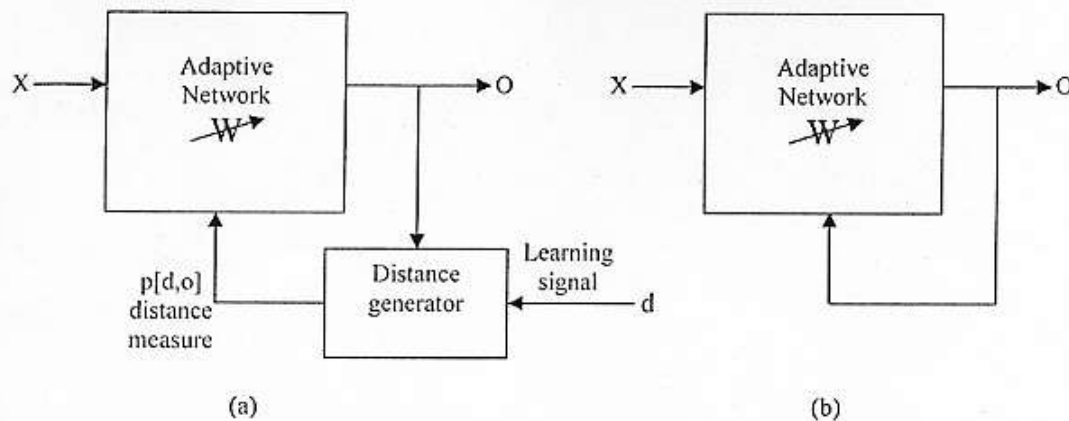 X
Adaptive
Network
W
O
p[d,o]
distance
measure
Distance
generator
Learning
signal
d
(a)
X
Adaptive
Network
W
O
(b)